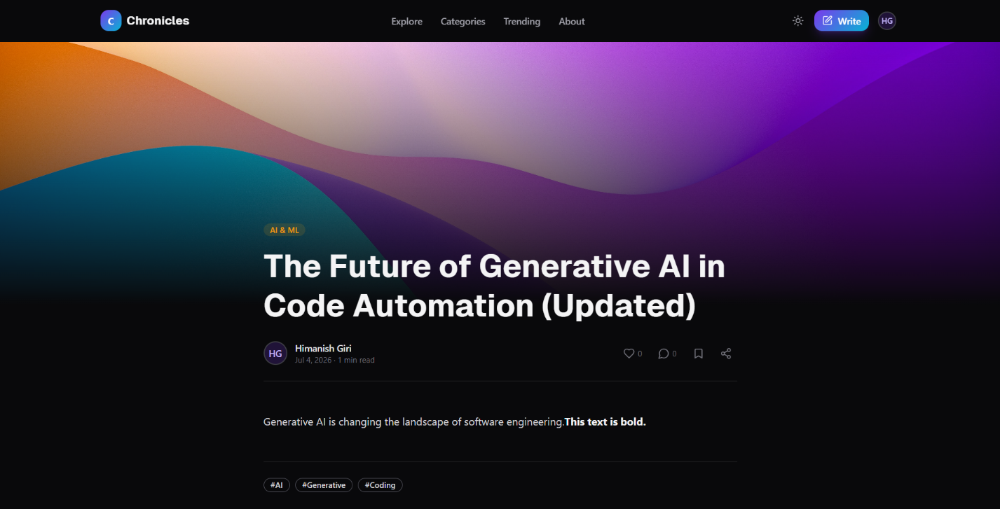 C Chronicles Explore Categories Trending About Write HG
AI & ML
The Future of Generative AI in
Code Automation (Updated)
HG Himanish Giri 0 0
Jul 4, 2026 · 1 min read
Generative AI is changing the landscape of software engineering.This text is bold.
#AI #Generative #Coding